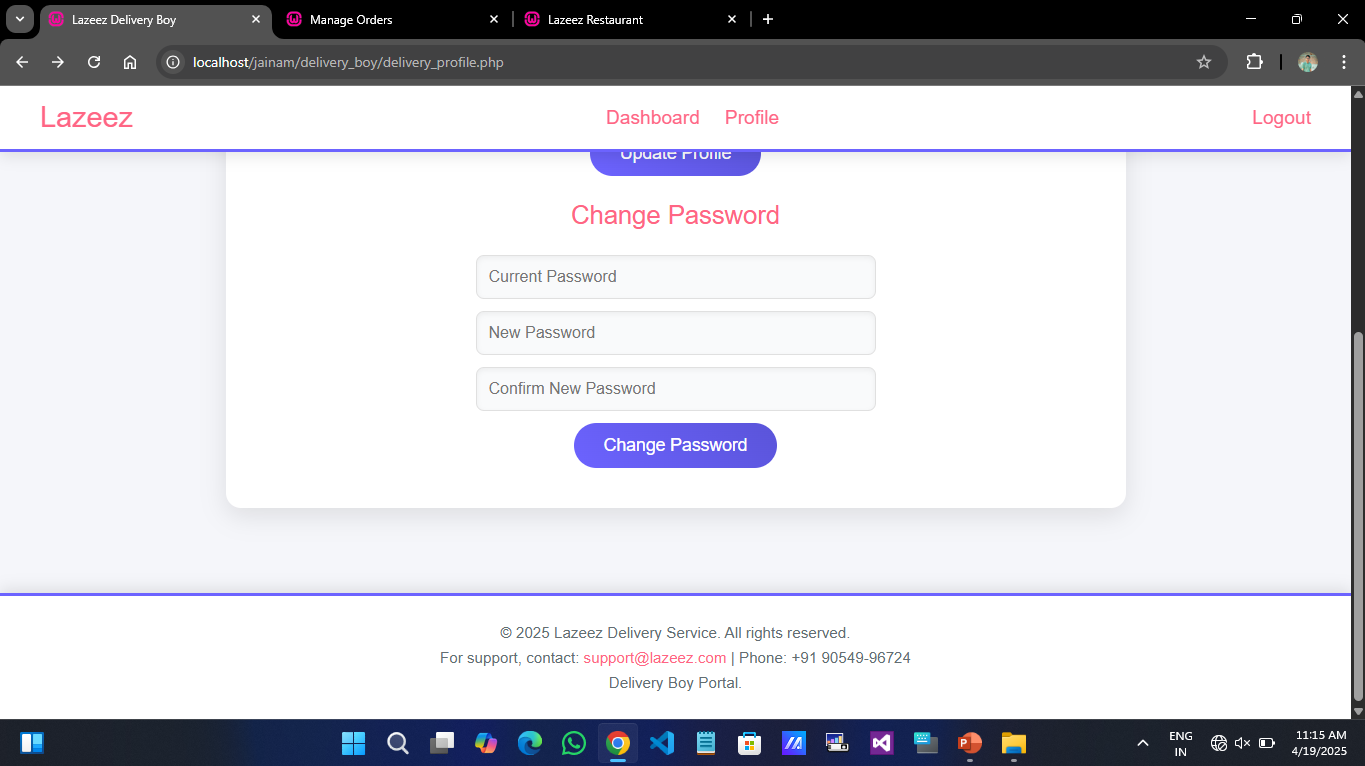 Lazeez Delivery Boy
Manage Orders
Lazeez Restaurant
localhost/jainam/delivery_boy/delivery_profile.php
Lazeez
Dashboard Profile
Logout
Update Profile
Change Password
Current Password
New Password
Confirm New Password
Change Password
© 2025 Lazeez Delivery Service. All rights reserved.
For support, contact: support@lazeez.com | Phone: +91 90549-96724
Delivery Boy Portal.
ENG
IN
11:15 AM
4/19/2025